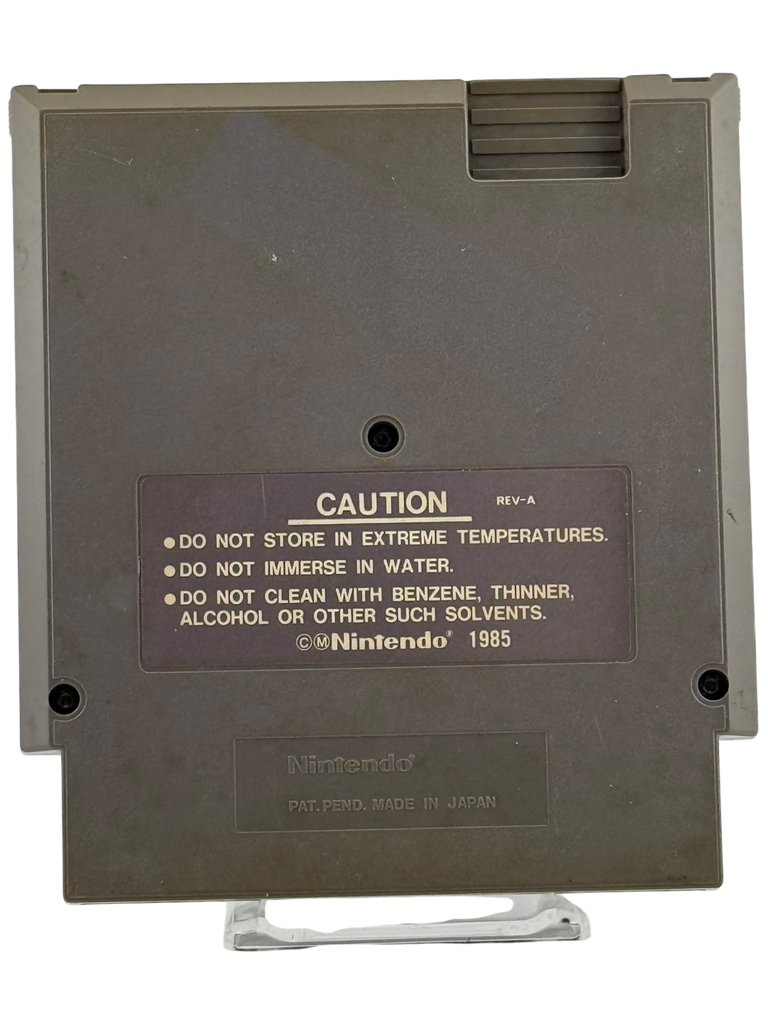 CAUTION REV-A
●DO NOT STORE IN EXTREME TEMPERATURES.
●DO NOT IMMERSE IN WATER.
●DO NOT CLEAN WITH BENZENE, THINNER,
ALCOHOL OR OTHER SUCH SOLVENTS.
©ⓂNintendo® 1985
Nintendo®
PAT. PEND. MADE IN JAPAN